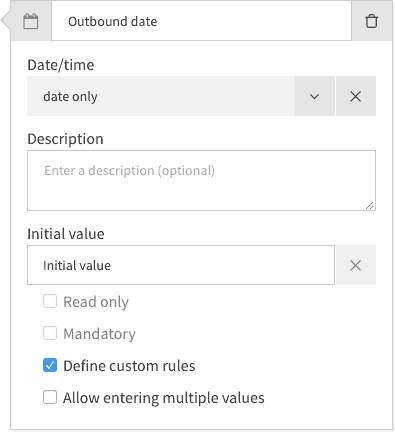 Outbound date
Date/time
date only
Description
Enter a description (optional)
Initial value
Initial value
Read only
Mandatory
Define custom rules
Allow entering multiple values